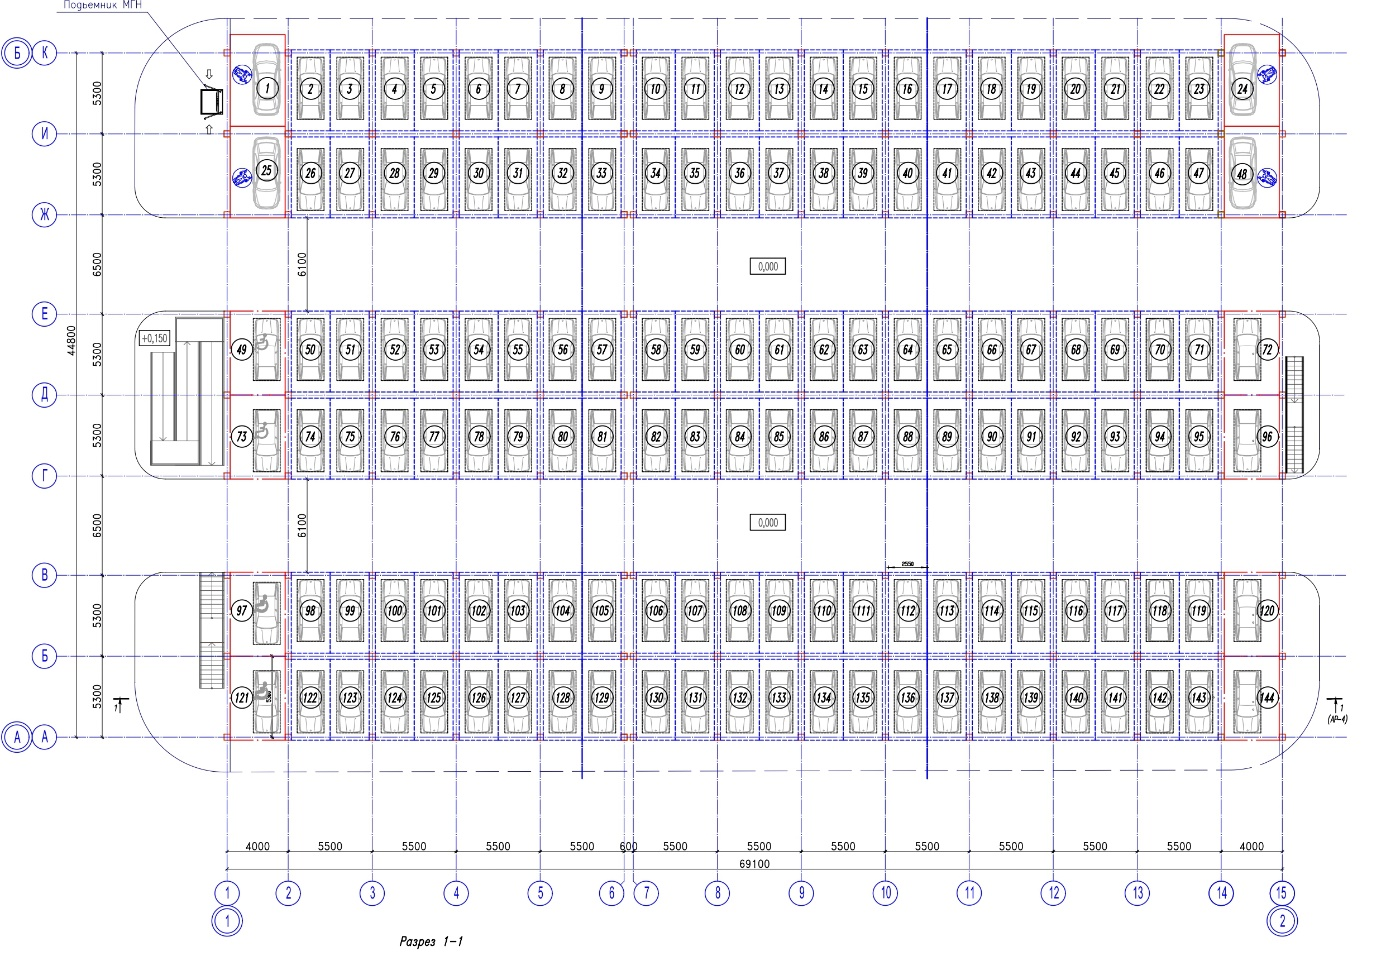 Подъемник МГН
Б К
1 2 3 4 5 6 7 8 9 10 11 12 13 14 15 16 17 18 19 20 21 22 23 24
5300
И
25 26 27 28 29 30 31 32 33 34 35 36 37 38 39 40 41 42 43 44 45 46 47 48
5300
Ж
6500 6100 0,000
Е
44800
+0,150
49 50 51 52 53 54 55 56 57 58 59 60 61 62 63 64 65 66 67 68 69 70 71 72
5300
Д
73 74 75 76 77 78 79 80 81 82 83 84 85 86 87 88 89 90 91 92 93 94 95 96
5300
Г
6500 6100 0,000
2550
В
97 98 99 100 101 102 103 104 105 106 107 108 109 110 111 112 113 114 115 116 117 118 119 120
5300
Б
121 122 123 124 125 126 127 128 129 130 131 132 133 134 135 136 137 138 139 140 141 142 143 144
5300
1 1
(АР-4)
А А
4000 5500 5500 5500 5500 600 5500 5500 5500 5500 5500 5500 5500 4000
69100
1 2 3 4 5 6 7 8 9 10 11 12 13 14 15
1 2
Разрез 1-1